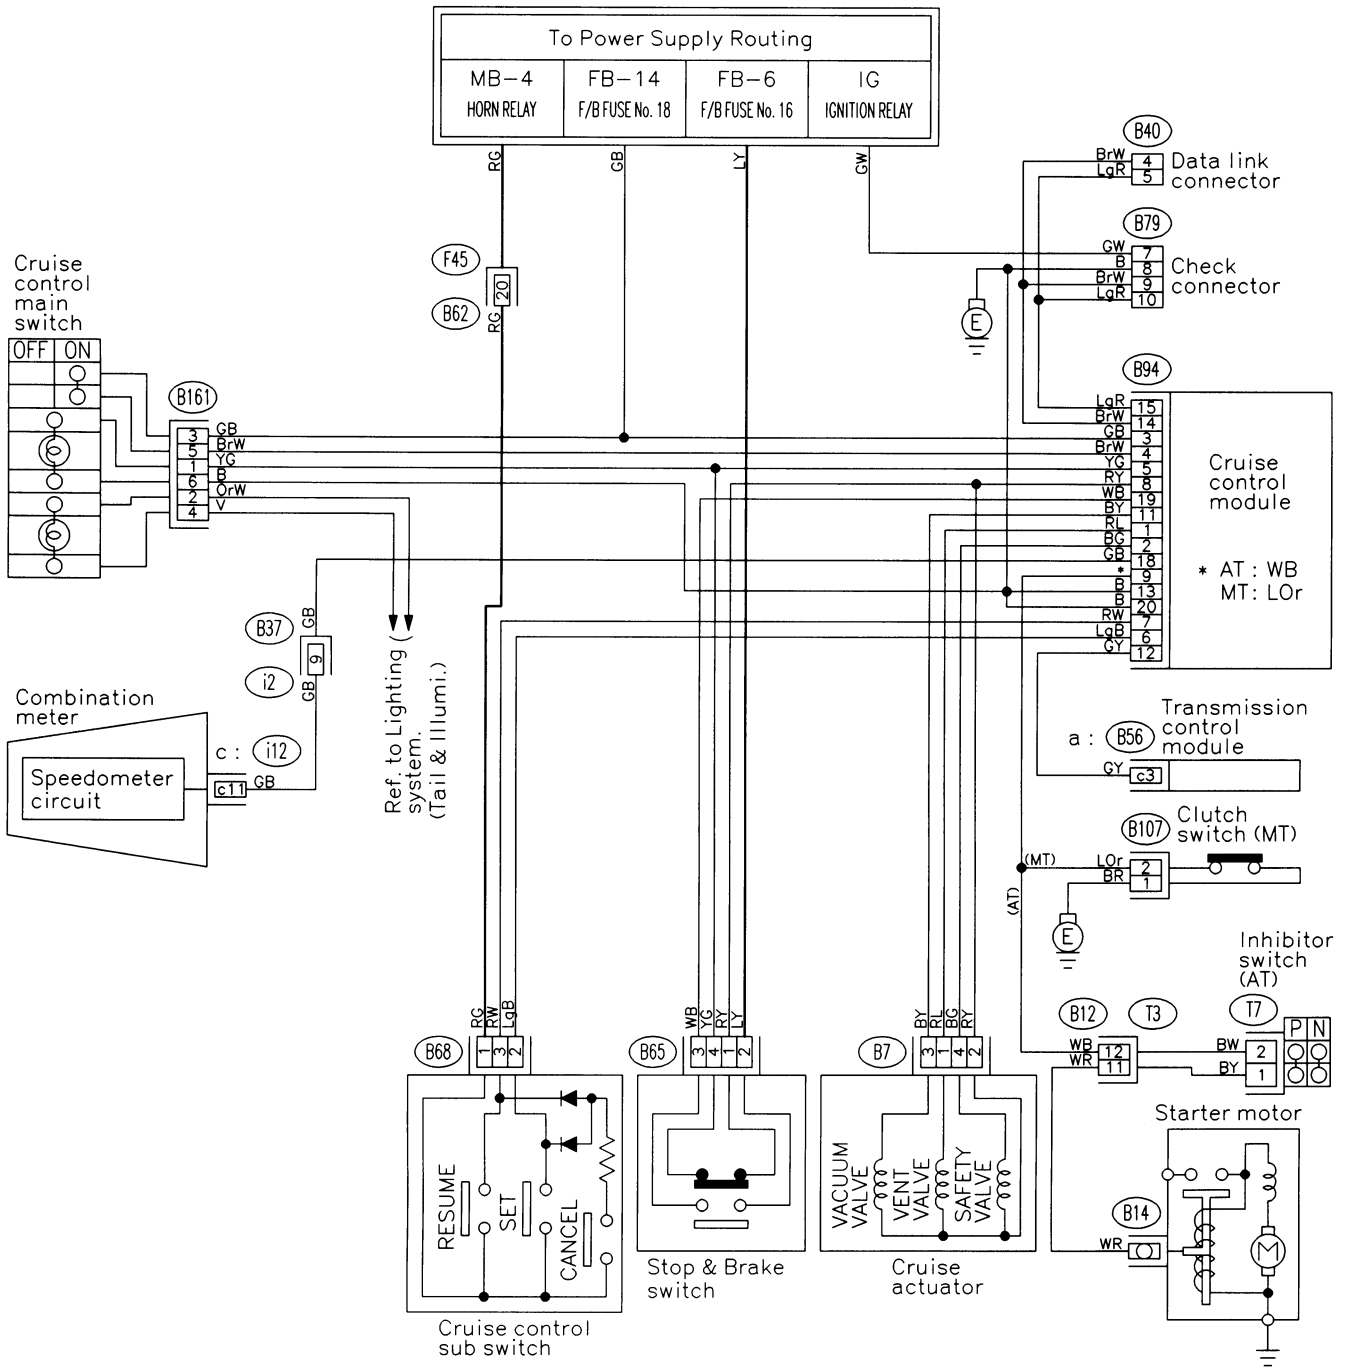 To Power Supply Routing
MB-4 FB-14 FB-6 IG
HORN RELAY F/B FUSE No. 18 F/B FUSE No. 16 IGNITION RELAY
RG GB LY GW
B40
BrW 4 Data link
LgR 5 connector
B79
GW 7
B 8 Check
BrW 9 connector
LgR 10
E
F45
20
B62
RG
Cruise
control
main
switch
OFF ON
B161
3 GB
5 BrW
1 YG
6 B
2 OrW
4 V
B94
LgR 15
BrW 14
GB 3
BrW 4
YG 5
RY 8
WB 19
BY 11
RL 1
BG 2
GB 18
* 9
B 13
B 20
RW 7
LgB 6
GY 12
Cruise
control
module
* AT : WB
MT : LOr
GB
B37
9
i2
GB
Ref. to Lighting (
system.
(Tail & Illumi.)
Combination
meter
c : i12
Speedometer
circuit
c11 GB
Transmission
control
module
a : B56
GY c3
Clutch
switch (MT)
B107
(MT) LOr 2
BR 1
(AT)
E
Inhibitor
switch
(AT)
B12 T3 T7
P N
WB 12 BW 2
WR 11 BY 1
RG RW LgB
B68 1 3 2
WB YG RY LY
B65 3 4 1 2
BY RL BG RY
B7 3 1 4 2
RESUME
SET
CANCEL
Cruise control
sub switch
Stop & Brake
switch
VACUUM
VALVE
VENT
VALVE
SAFETY
VALVE
Cruise
actuator
Starter motor
B14
WR
M